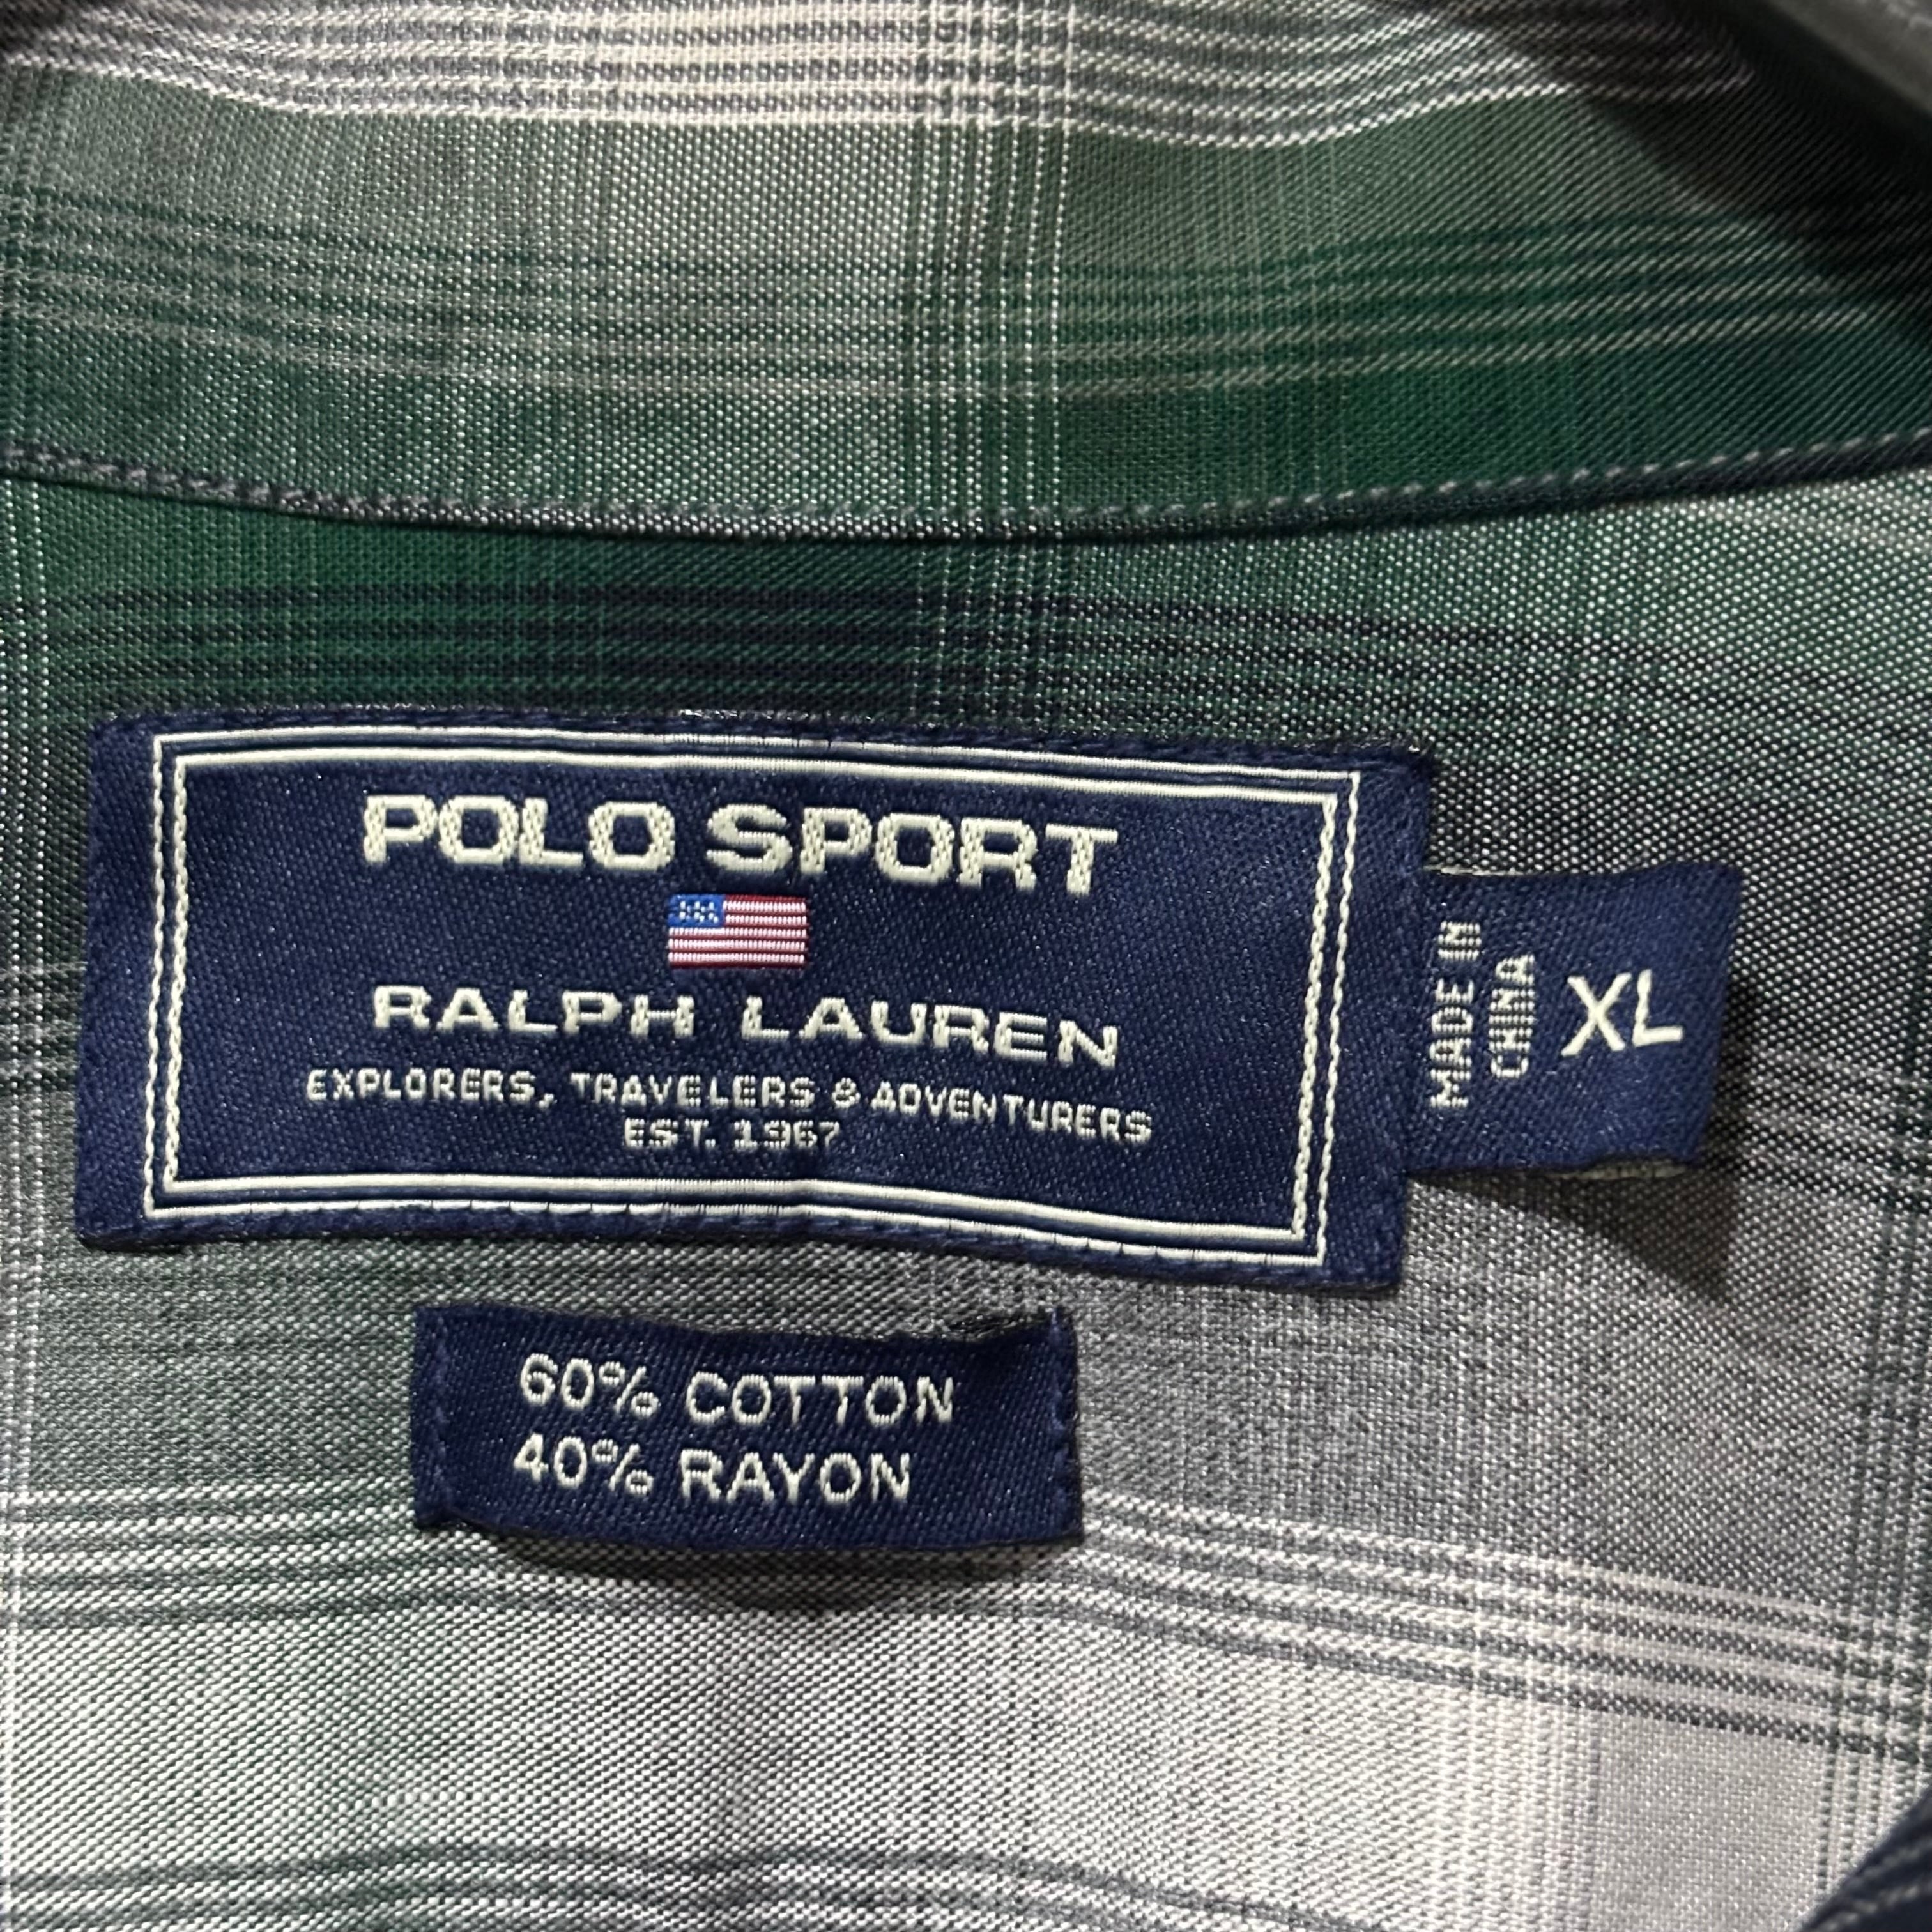 POLO SPORT
RALPH LAUREN
EXPLORERS, TRAVELERS & ADVENTURERS
EST. 1967
MADE IN
CHINA
XL
60% COTTON
40% RAYON